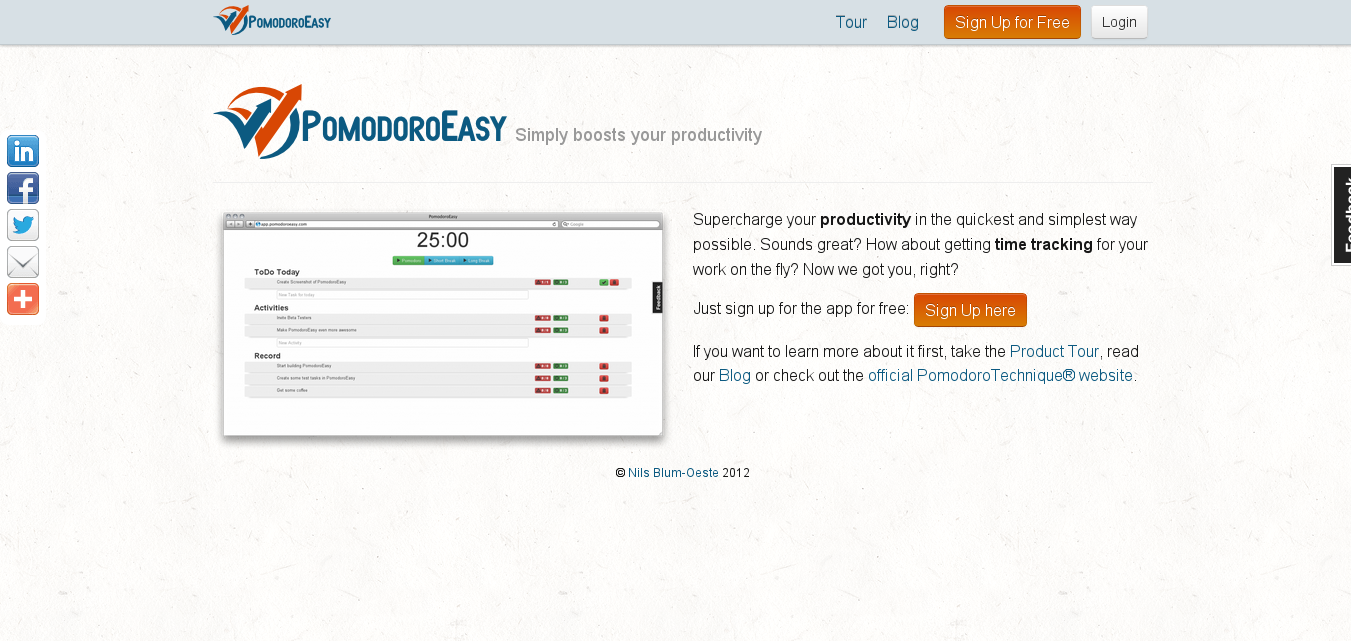 PomodoroEasy
Tour
Blog
Sign Up for Free
Login
PomodoroEasy Simply boosts your productivity
in
f
Feedback
PomodoroEasy
app.pomodoroeasy.com
Google
25:00
Pomodoro
Short Break
Long Break
ToDo Today
Create Screenshot of PomodoroEasy
New Task for today
Feedback
Activities
Invite Beta Testers
Make PomodoroEasy even more awesome
New Activity
Record
Start building PomodoroEasy
Create some test tasks in PomodoroEasy
Get some coffee
Supercharge your productivity in the quickest and simplest way
possible. Sounds great? How about getting time tracking for your
work on the fly? Now we got you, right?
Just sign up for the app for free: Sign Up here
If you want to learn more about it first, take the Product Tour, read
our Blog or check out the official PomodoroTechnique® website.
© Nils Blum-Oeste 2012